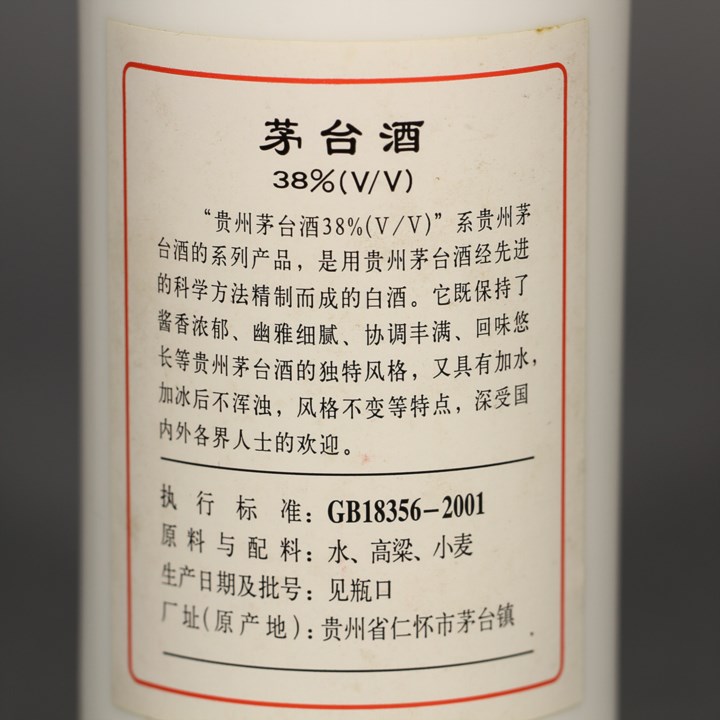 茅台酒
38%(V/V)
“贵州茅台酒38%(V/V)”系贵州茅
台酒的系列产品，是用贵州茅台酒经先进
的科学方法精制而成的白酒。它既保持了
酱香浓郁、幽雅细腻、协调丰满、回味悠
长等贵州茅台酒的独特风格，又具有加水，
加冰后不浑浊，风格不变等特点，深受国
内外各界人士的欢迎。
执行标准：GB18356-2001
原料与配料：水、高粱、小麦
生产日期及批号：见瓶口
厂址(原产地)：贵州省仁怀市茅台镇